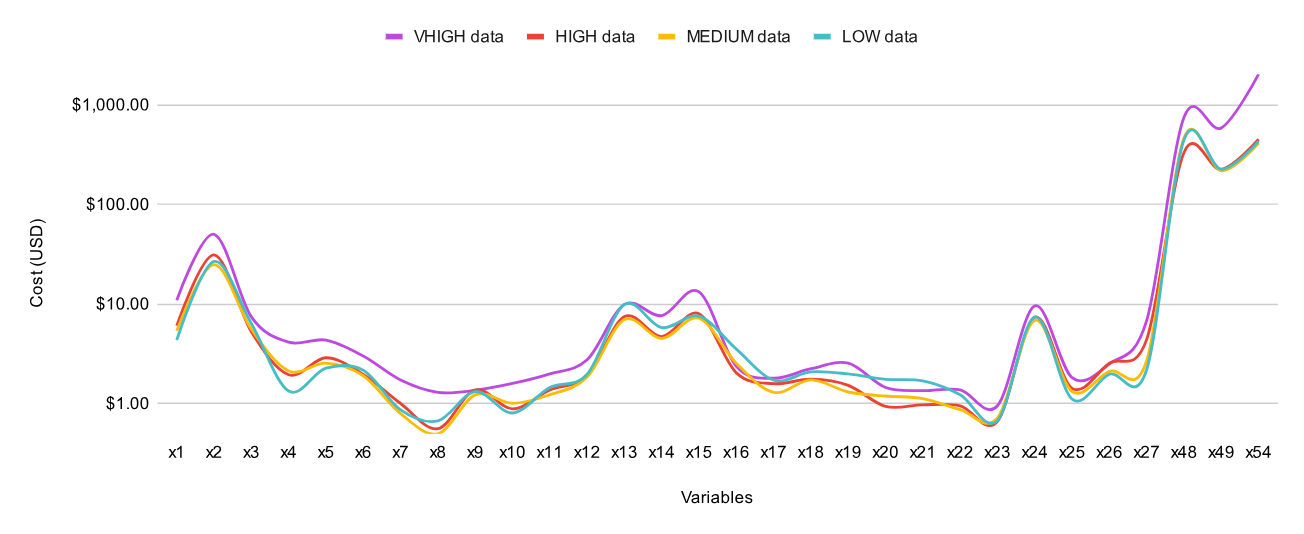 VHIGH data HIGH data MEDIUM data LOW data
$1,000.00
$100.00
$10.00
$1.00
Cost (USD)
x1 x2 x3 x4 x5 x6 x7 x8 x9 x10 x11 x12 x13 x14 x15 x16 x17 x18 x19 x20 x21 x22 x23 x24 x25 x26 x27 x48 x49 x54
Variables